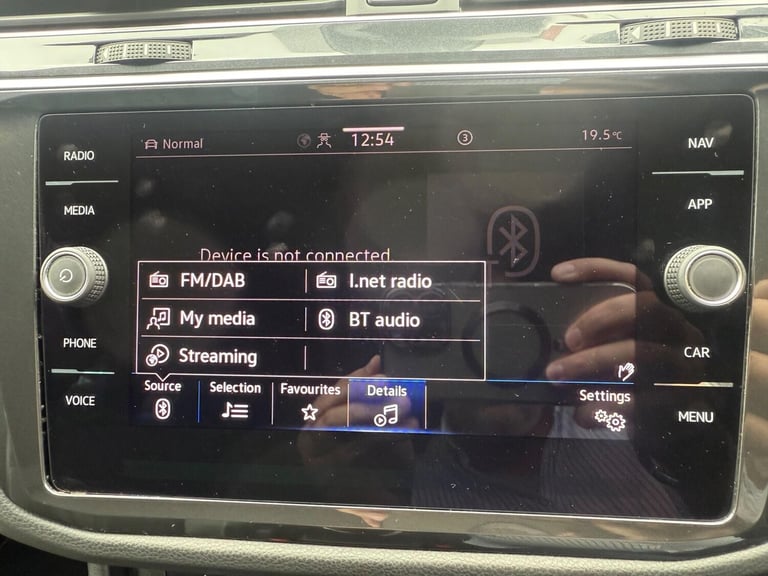 Normal
12:54
3
19.5°C
RADIO
MEDIA
PHONE
VOICE
NAV
APP
CAR
MENU
Device is not connected.
FM/DAB
I.net radio
My media
BT audio
Streaming
Source
Selection
Favourites
Details
Settings